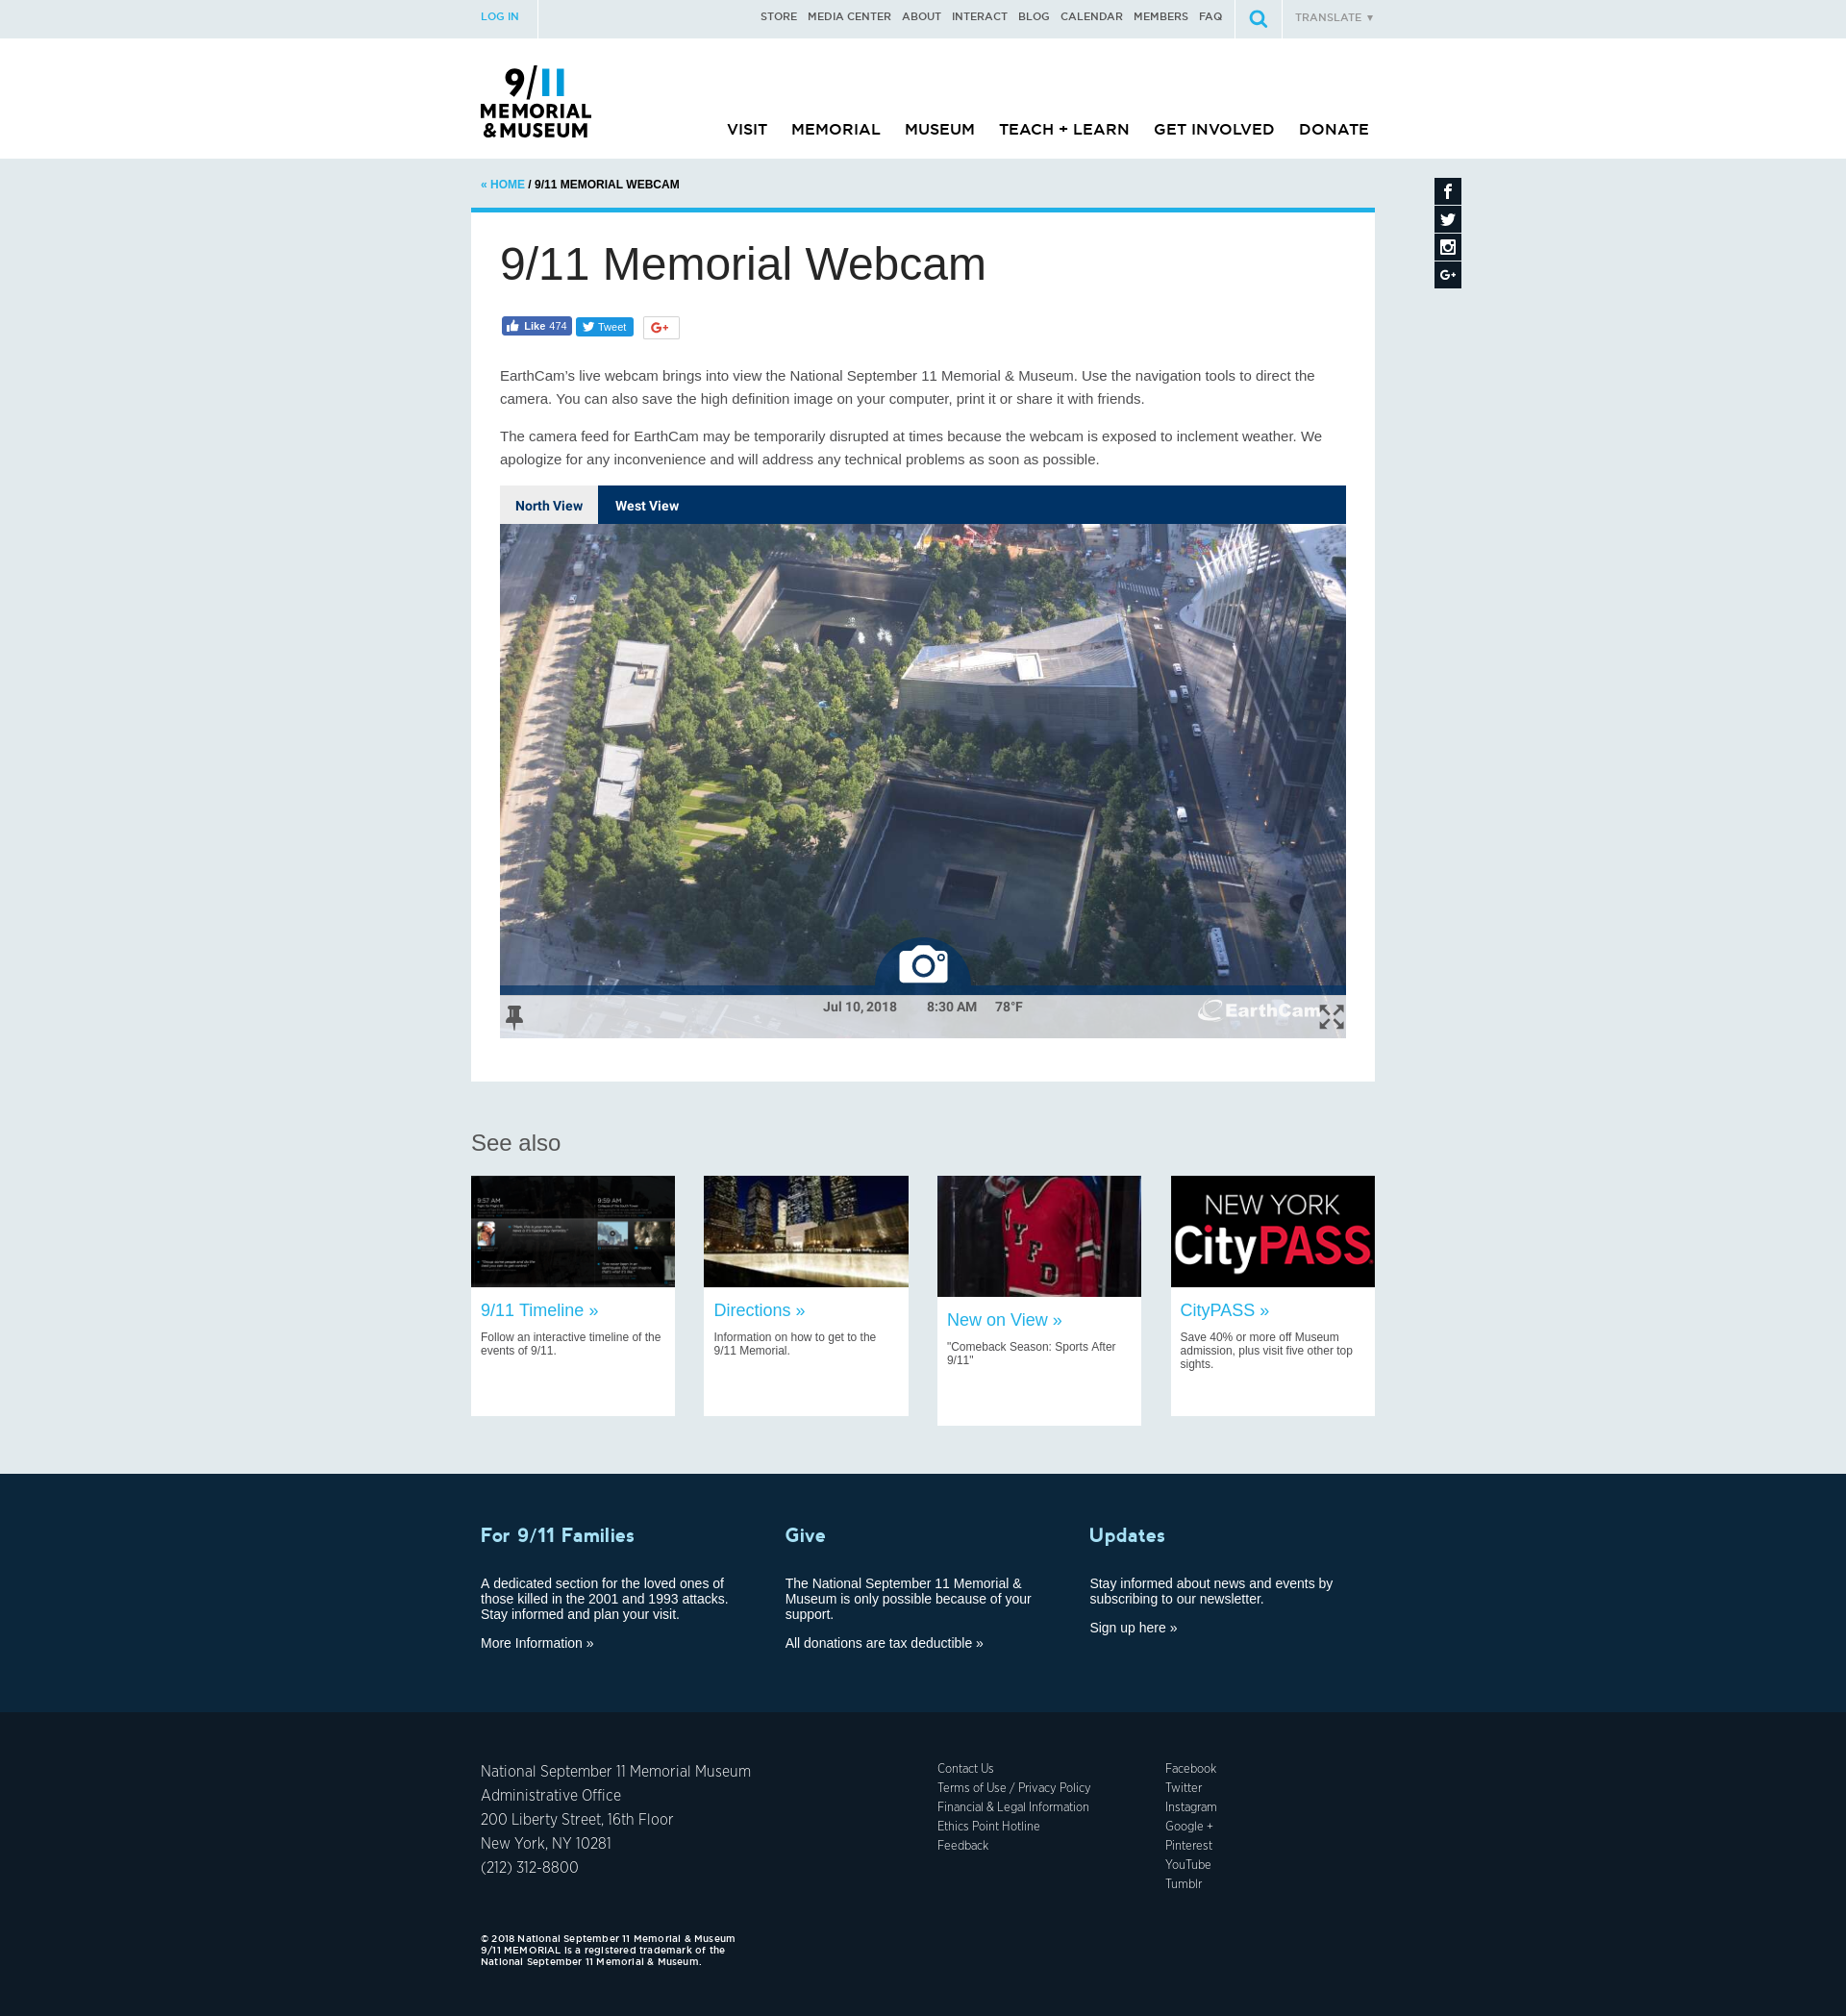 LOG IN
STORE MEDIA CENTER ABOUT INTERACT BLOG CALENDAR MEMBERS FAQ
TRANSLATE ▼
9/11
MEMORIAL
&MUSEUM
VISIT MEMORIAL MUSEUM TEACH + LEARN GET INVOLVED DONATE
« HOME / 9/11 MEMORIAL WEBCAM
9/11 Memorial Webcam
Like 474 Tweet G+
EarthCam's live webcam brings into view the National September 11 Memorial & Museum. Use the navigation tools to direct the
camera. You can also save the high definition image on your computer, print it or share it with friends.
The camera feed for EarthCam may be temporarily disrupted at times because the webcam is exposed to inclement weather. We
apologize for any inconvenience and will address any technical problems as soon as possible.
North View West View
Jul 10, 2018 8:30 AM 78°F
EarthCam
See also
9:57 AM 9:59 AM
NYFD
NEW YORK
CityPASS
9/11 Timeline »
Follow an interactive timeline of the
events of 9/11.
Directions »
Information on how to get to the
9/11 Memorial.
New on View »
"Comeback Season: Sports After
9/11"
CityPASS »
Save 40% or more off Museum
admission, plus visit five other top
sights.
For 9/11 Families
A dedicated section for the loved ones of
those killed in the 2001 and 1993 attacks.
Stay informed and plan your visit.
More Information »
Give
The National September 11 Memorial &
Museum is only possible because of your
support.
All donations are tax deductible »
Updates
Stay informed about news and events by
subscribing to our newsletter.
Sign up here »
National September 11 Memorial Museum
Administrative Office
200 Liberty Street, 16th Floor
New York, NY 10281
(212) 312-8800
Contact Us
Terms of Use / Privacy Policy
Financial & Legal Information
Ethics Point Hotline
Feedback
Facebook
Twitter
Instagram
Google +
Pinterest
YouTube
Tumblr
© 2018 National September 11 Memorial & Museum
9/11 MEMORIAL is a registered trademark of the
National September 11 Memorial & Museum.